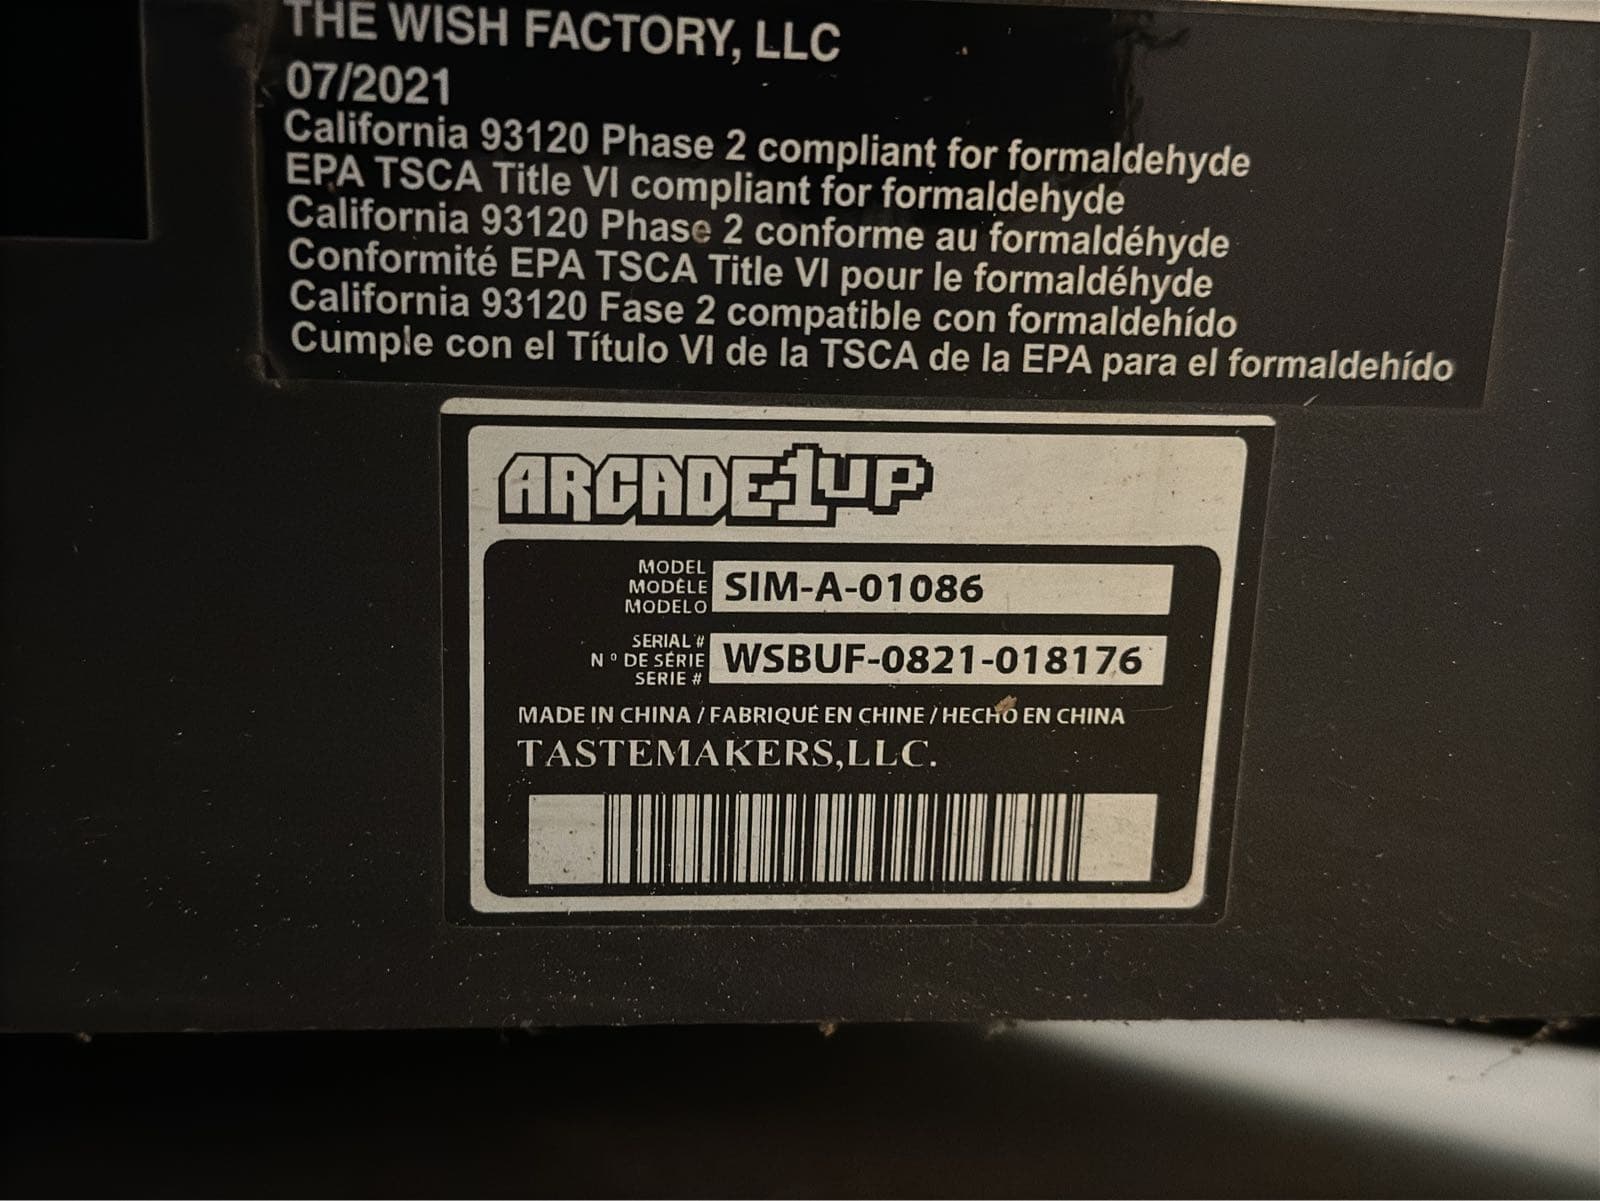 THE WISH FACTORY, LLC
07/2021
California 93120 Phase 2 compliant for formaldehyde
EPA TSCA Title VI compliant for formaldehyde
California 93120 Phase 2 conforme au formaldéhyde
Conformité EPA TSCA Title VI pour le formaldéhyde
California 93120 Fase 2 compatible con formaldehído
Cumple con el Título VI de la TSCA de la EPA para el formaldehído
ARCADE1UP
MODEL
MODÈLE
MODELO
SIM-A-01086
SERIAL #
N° DE SÉRIE
SERIE #
WSBUF-0821-018176
MADE IN CHINA / FABRIQUÉ EN CHINE / HECHO EN CHINA
TASTEMAKERS,LLC.